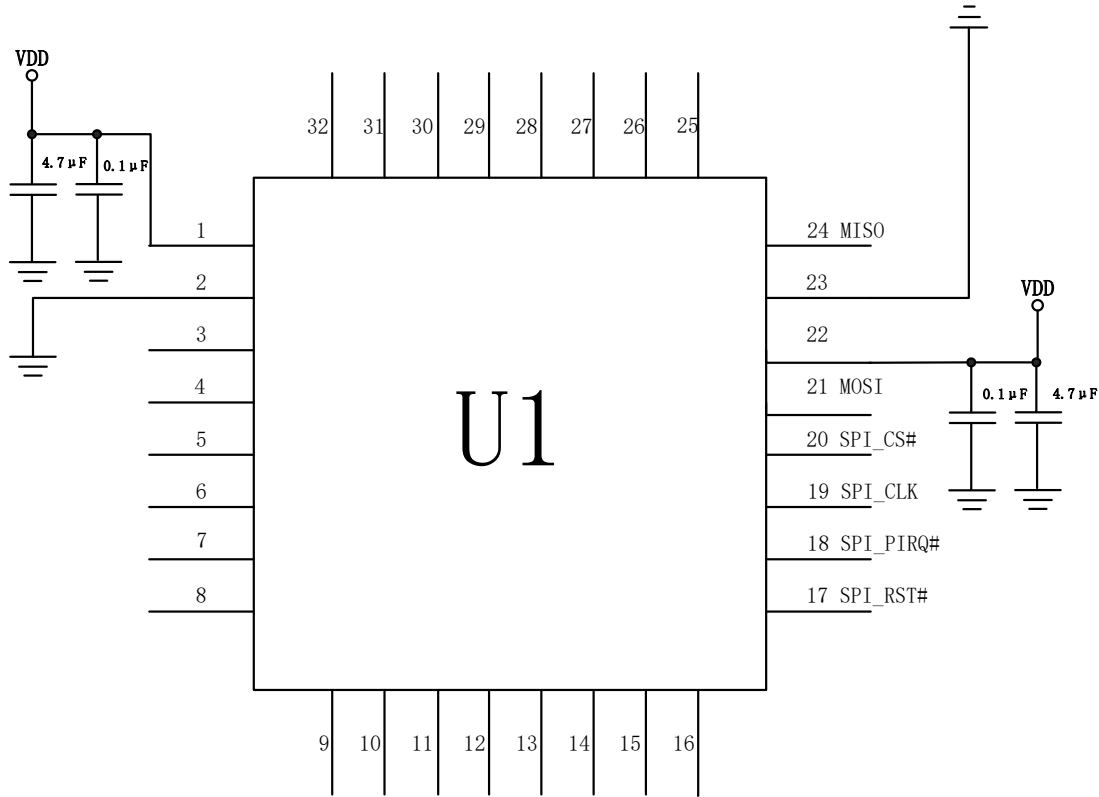 VDD
32 31 30 29 28 27 26 25
4.7μF 0.1μF
1
24 MISO
2
23
VDD
3
22
4
21 MOSI
0.1μF 4.7μF
U1
5
20 SPI_CS#
6
19 SPI_CLK
7
18 SPI_PIRQ#
8
17 SPI_RST#
9 10 11 12 13 14 15 16